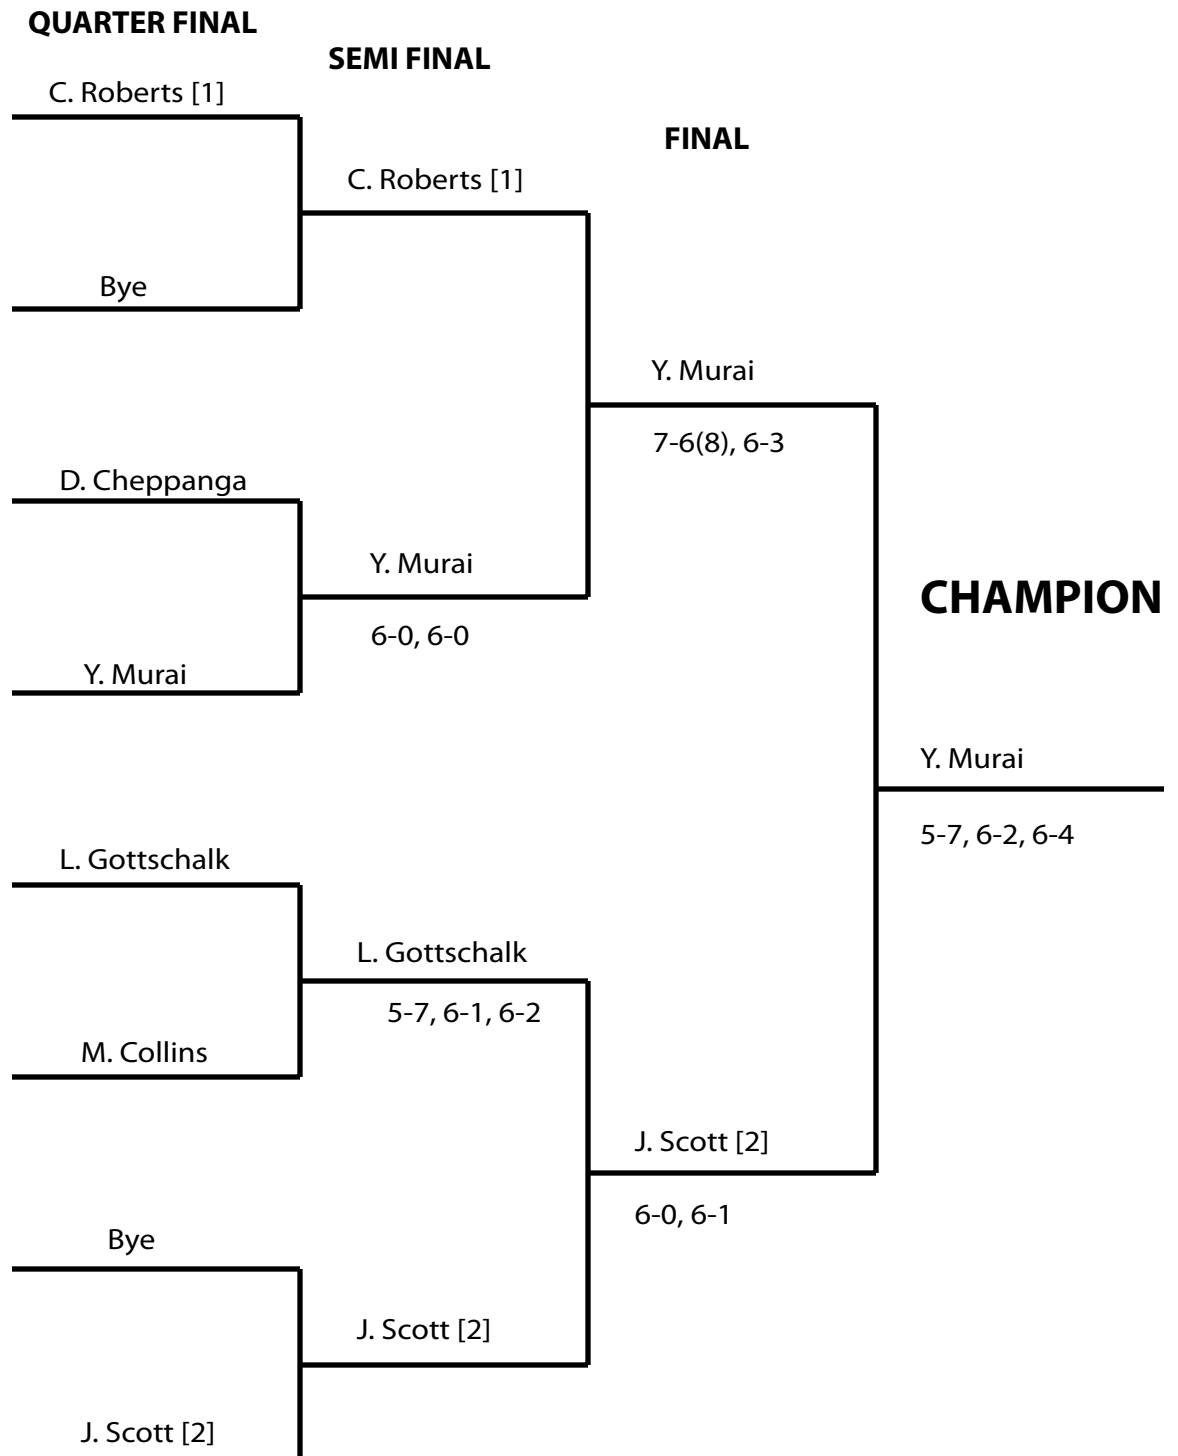 QUARTER FINAL
SEMI FINAL
C. Roberts [1]
FINAL
C. Roberts [1]
Bye
Y. Murai
7-6(8), 6-3
D. Cheppanga
Y. Murai
CHAMPION
6-0, 6-0
Y. Murai
Y. Murai
5-7, 6-2, 6-4
L. Gottschalk
L. Gottschalk
5-7, 6-1, 6-2
M. Collins
J. Scott [2]
6-0, 6-1
Bye
J. Scott [2]
J. Scott [2]